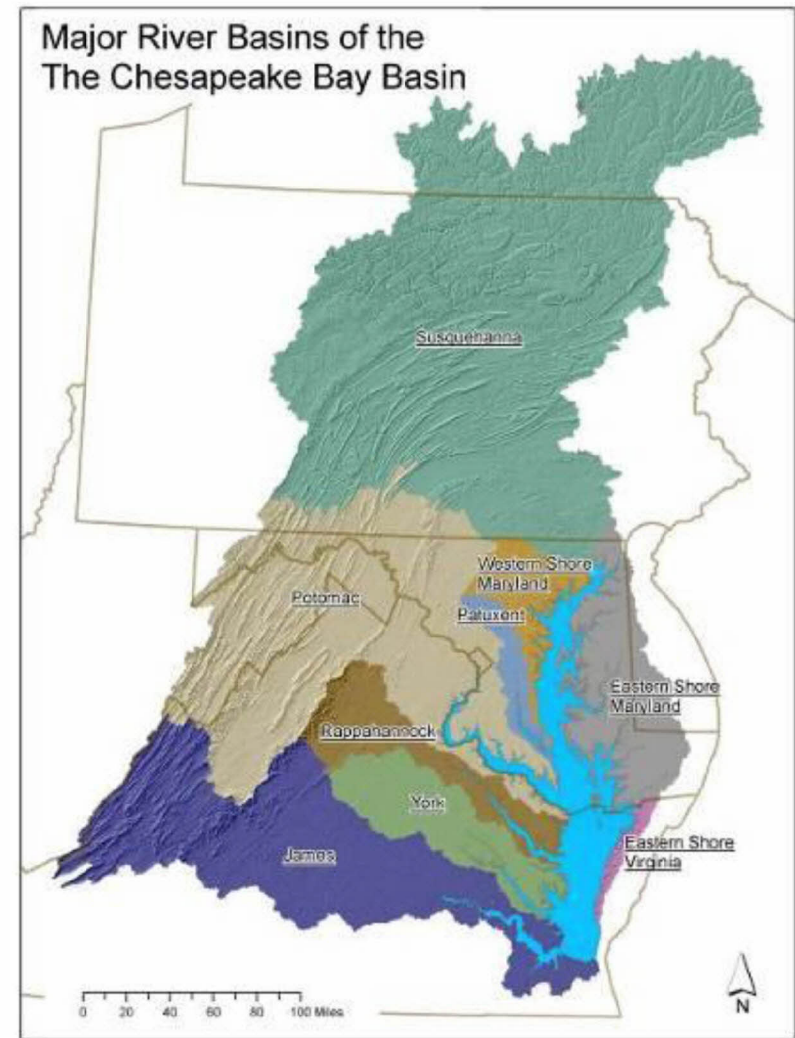 Major River Basins of the
The Chesapeake Bay Basin
Susquehanna
Western Shore
Maryland
Patuxent
Potomac
Eastern Shore
Maryland
Rappahannock
York
Eastern Shore
Virginia
James
0 20 40 60 80 100 Miles
N